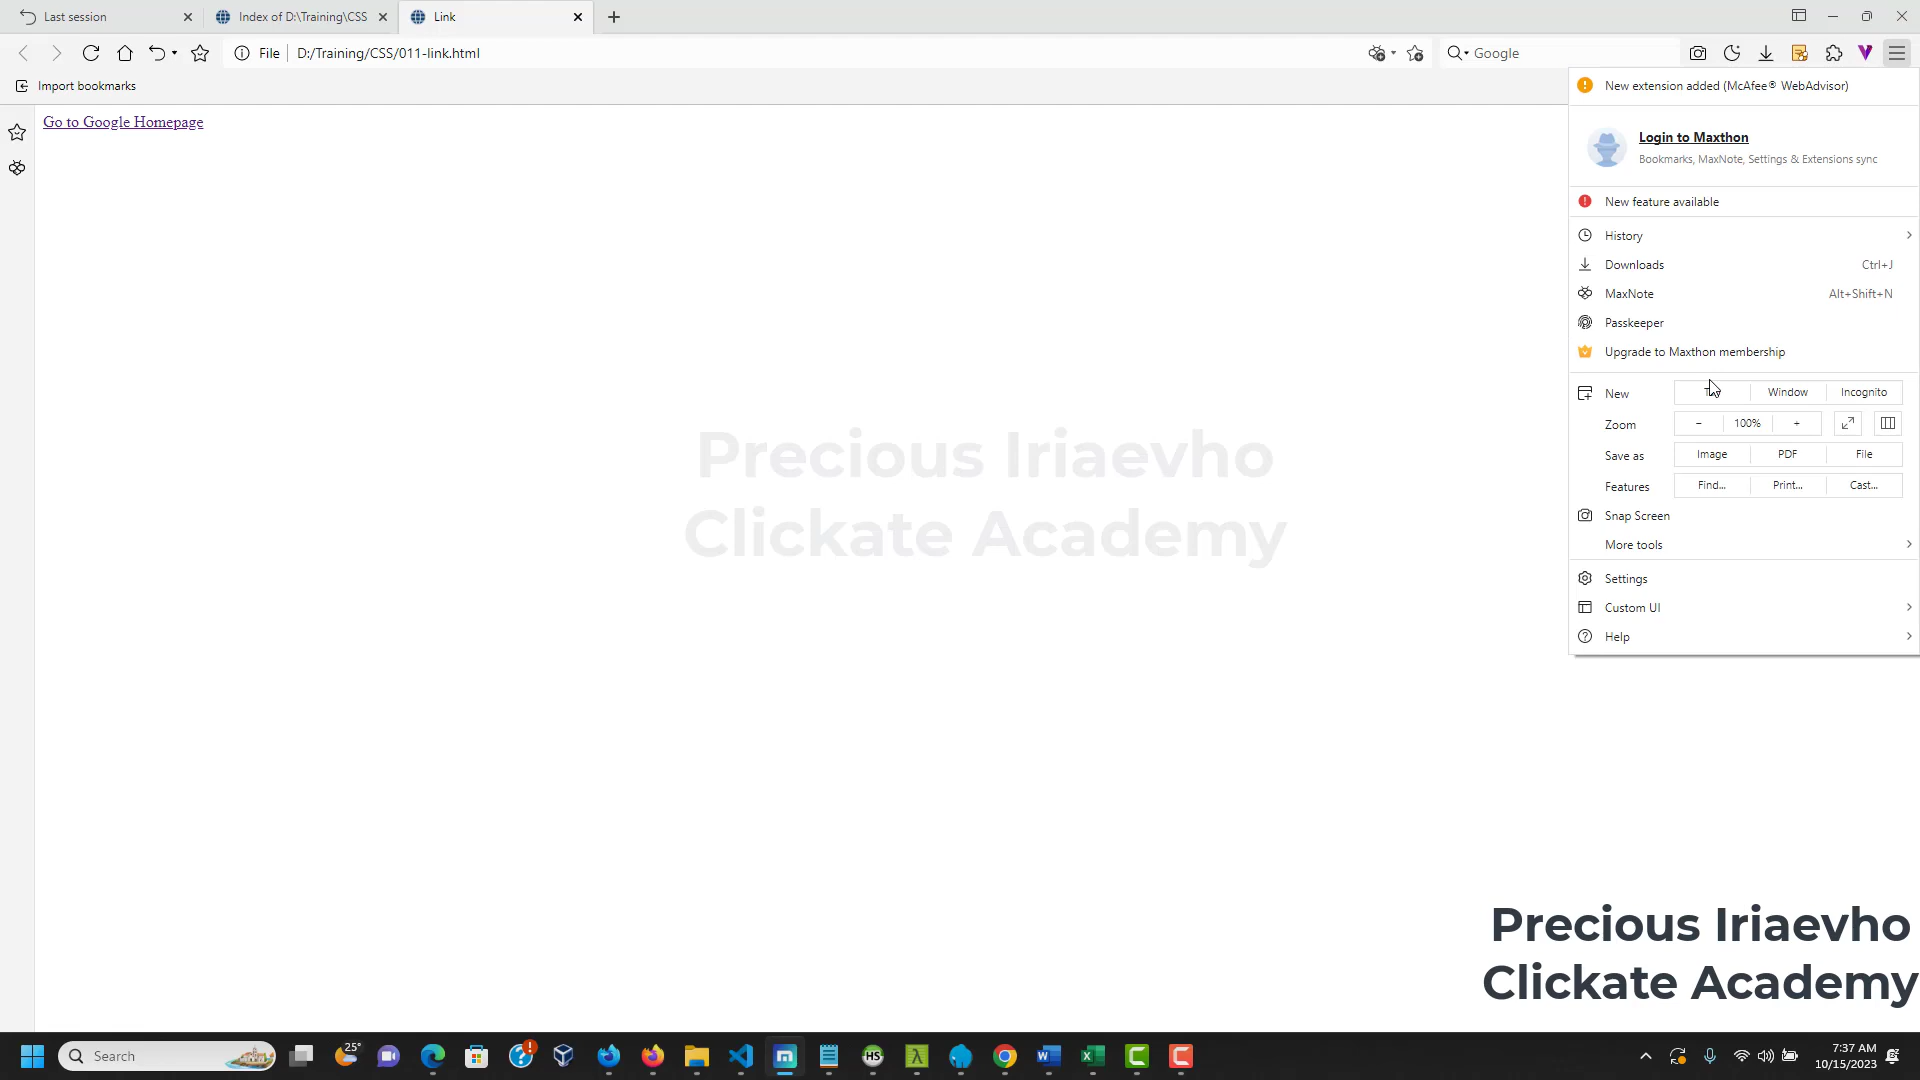 Last session
Index of D:\Training\CSS
Link
File
D:/Training/CSS/011-link.html
Google
Import bookmarks
Go to Google Homepage
New extension added (McAfee® WebAdvisor)
Login to Maxthon
Bookmarks, MaxNote, Settings & Extensions sync
New feature available
History
Downloads Ctrl+J
MaxNote Alt+Shift+N
Passkeeper
Upgrade to Maxthon membership
New Window Incognito
Zoom - 100% +
Save as Image PDF File
Features Find... Print... Cast...
Snap Screen
More tools
Settings
Custom UI
Help
Precious Iriaevho
Clickate Academy
Precious Iriaevho
Clickate Academy
Search
25°
HS
7:37 AM
10/15/2023